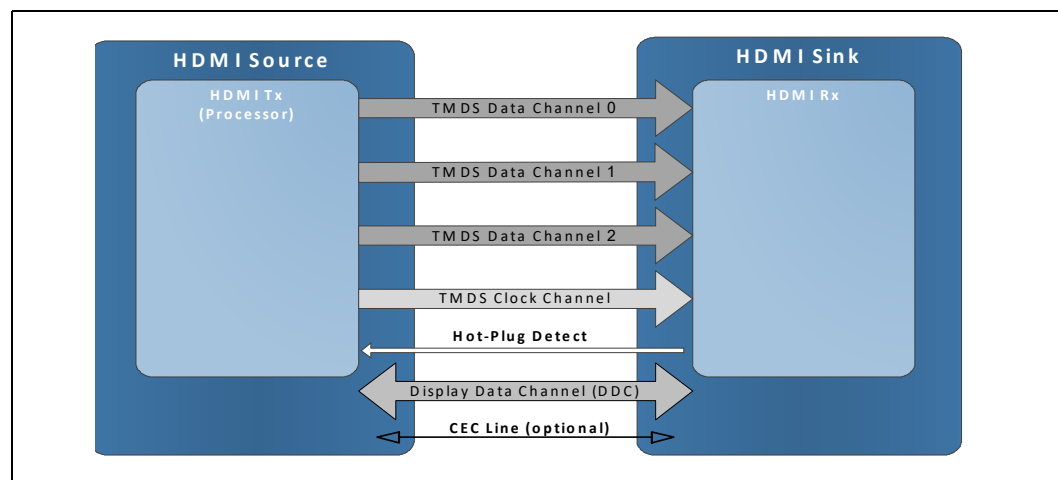 HDMI Source
HDMI Sink
HDMI Tx
(Processor)
HDMI Rx
TMDS Data Channel 0
TMDS Data Channel 1
TMDS Data Channel 2
TMDS Clock Channel
Hot-Plug Detect
Display Data Channel (DDC)
CEC Line (optional)